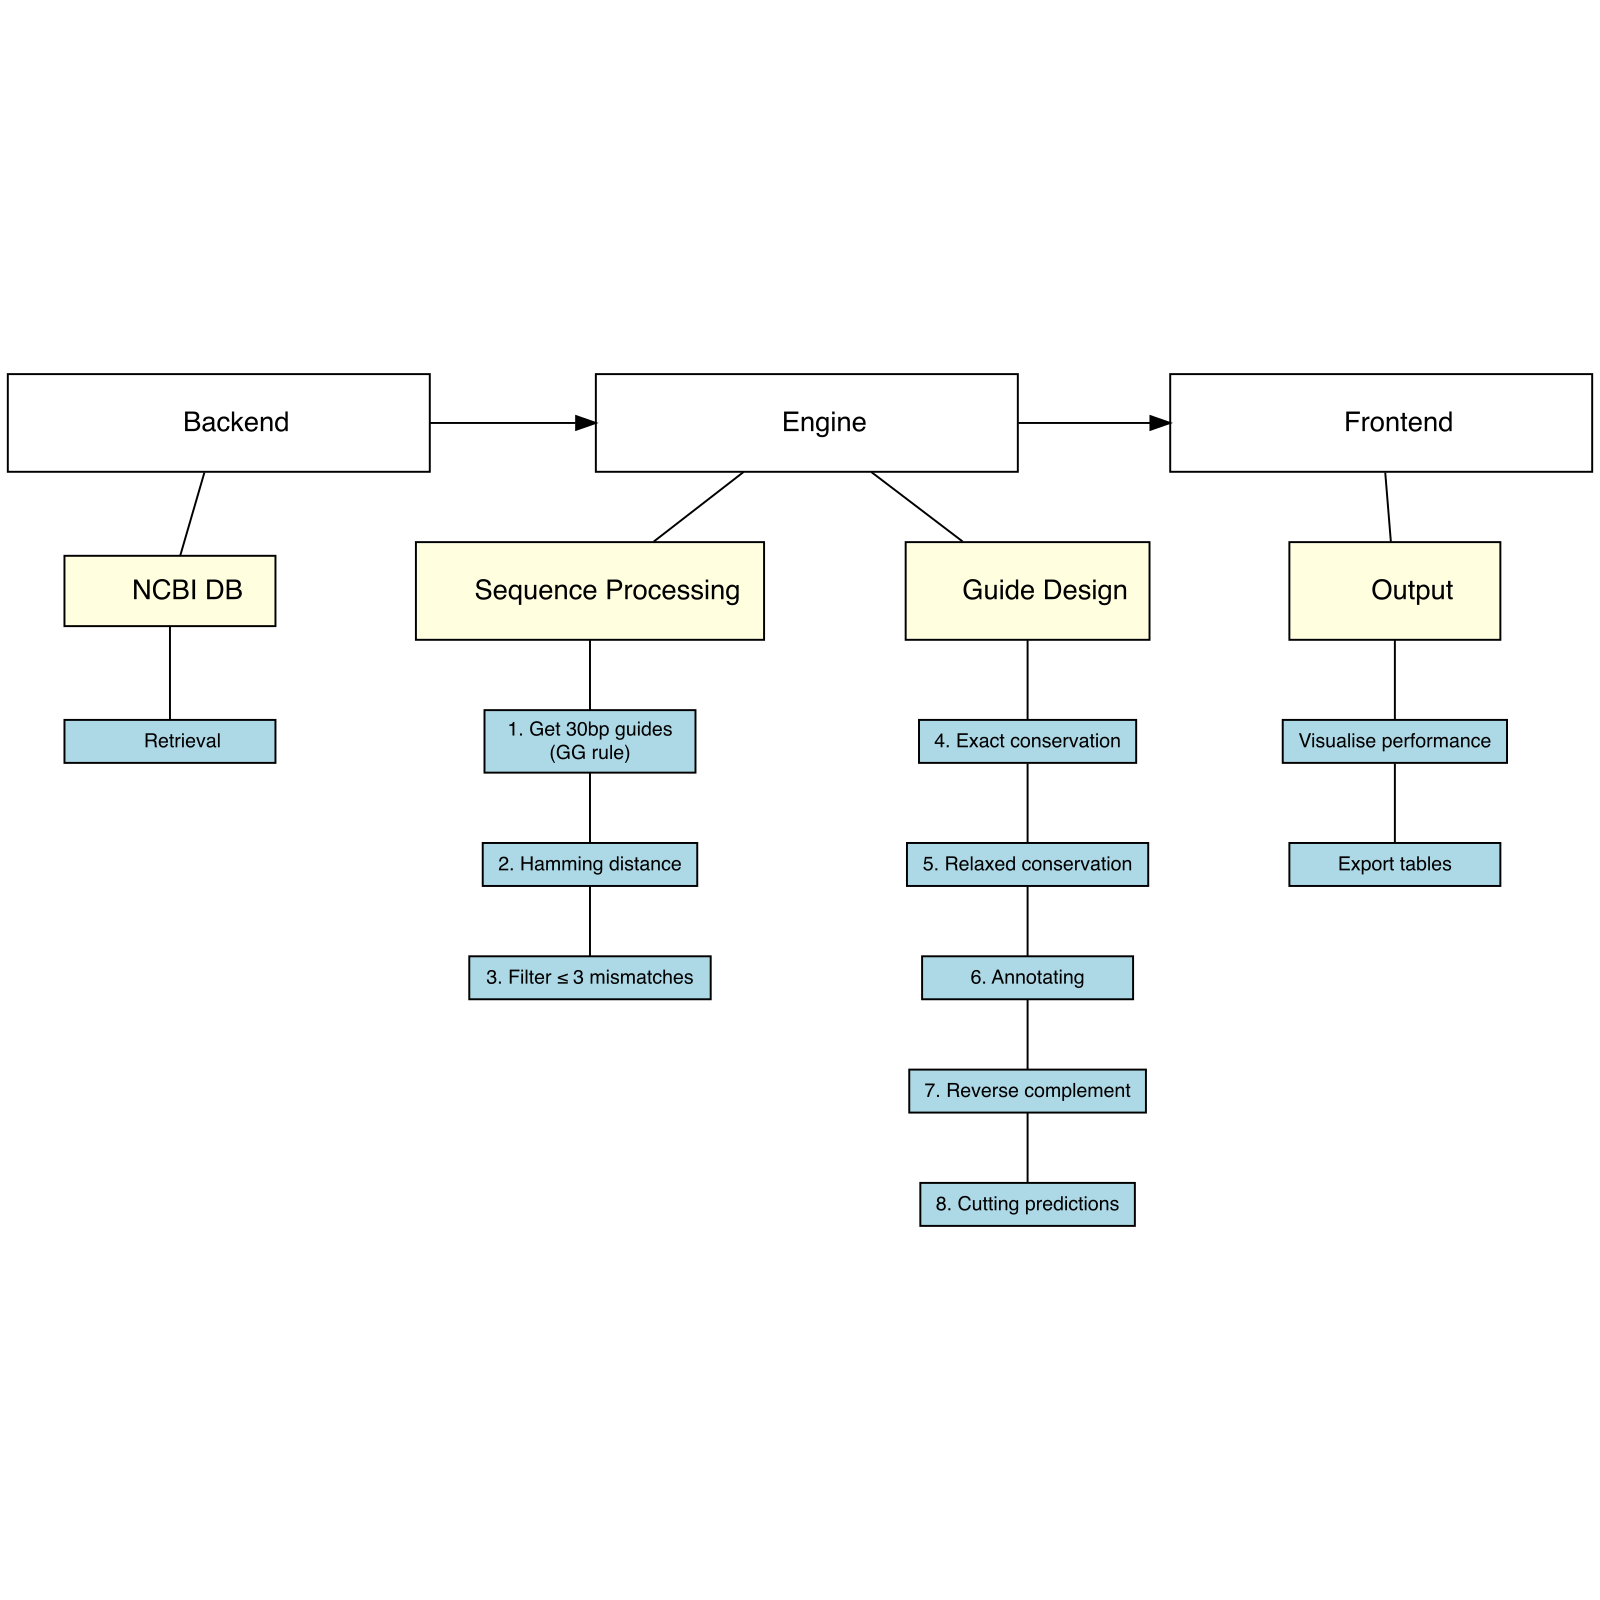 Backend
Engine
Frontend
NCBI DB
Sequence Processing
Guide Design
Output
Retrieval
1. Get 30bp guides
(GG rule)
4. Exact conservation
Visualise performance
2. Hamming distance
5. Relaxed conservation
Export tables
3. Filter ≤ 3 mismatches
6. Annotating
7. Reverse complement
8. Cutting predictions